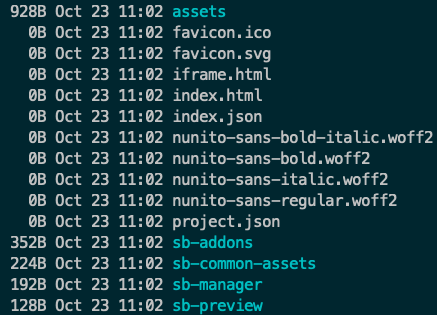 928B Oct 23 11:02 assets
0B Oct 23 11:02 favicon.ico
0B Oct 23 11:02 favicon.svg
0B Oct 23 11:02 iframe.html
0B Oct 23 11:02 index.html
0B Oct 23 11:02 index.json
0B Oct 23 11:02 nunito-sans-bold-italic.woff2
0B Oct 23 11:02 nunito-sans-bold.woff2
0B Oct 23 11:02 nunito-sans-italic.woff2
0B Oct 23 11:02 nunito-sans-regular.woff2
0B Oct 23 11:02 project.json
352B Oct 23 11:02 sb-addons
224B Oct 23 11:02 sb-common-assets
192B Oct 23 11:02 sb-manager
128B Oct 23 11:02 sb-preview